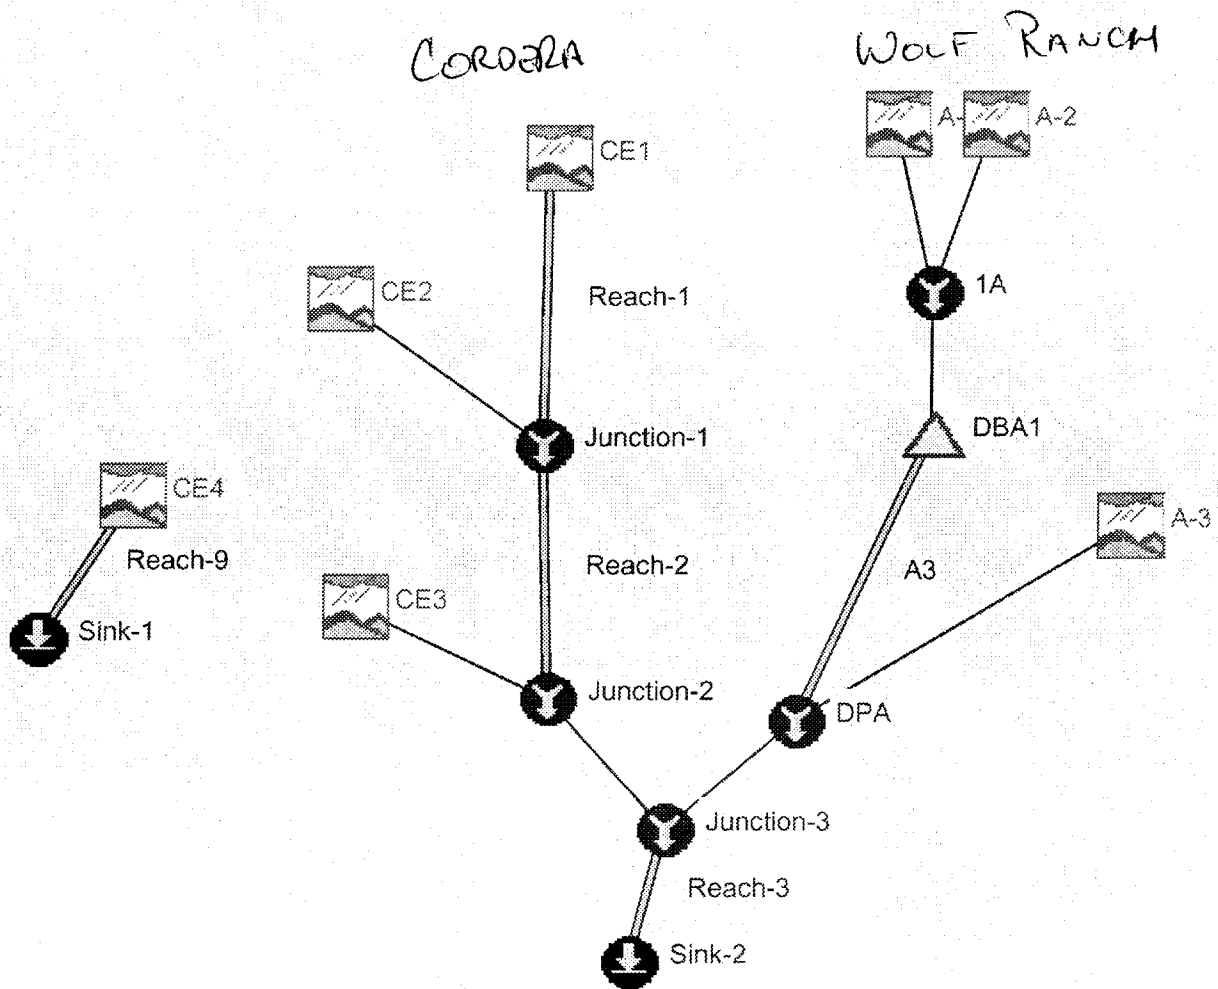 CORDERA
WOLF RANCH
A-
A-2
CE1
CE2
Reach-1
1A
Junction-1
DBA1
CE4
A-3
Reach-9
Reach-2
A3
CE3
Sink-1
Junction-2
DPA
Junction-3
Reach-3
Sink-2